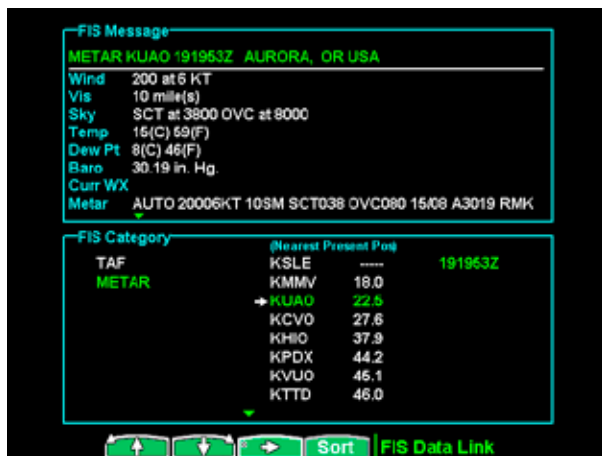 FIS Message
METAR KUAO 191953Z AURORA, OR USA
Wind 200 at 6 KT
Vis 10 mile(s)
Sky SCT at 3800 OVC at 8000
Temp 15(C) 59(F)
Dew Pt 8(C) 46(F)
Baro 30.19 in. Hg.
Curr WX
Metar AUTO 20006KT 10SM SCT038 OVC080 15/08 A3019 RMK
FIS Category
(Nearest Present Pos)
TAF KSLE ----- 191953Z
METAR KMMV 18.0
KUAO 22.5
KCVO 27.6
KHIO 37.9
KPDX 44.2
KVUO 45.1
KTTD 46.0
Sort FIS Data Link